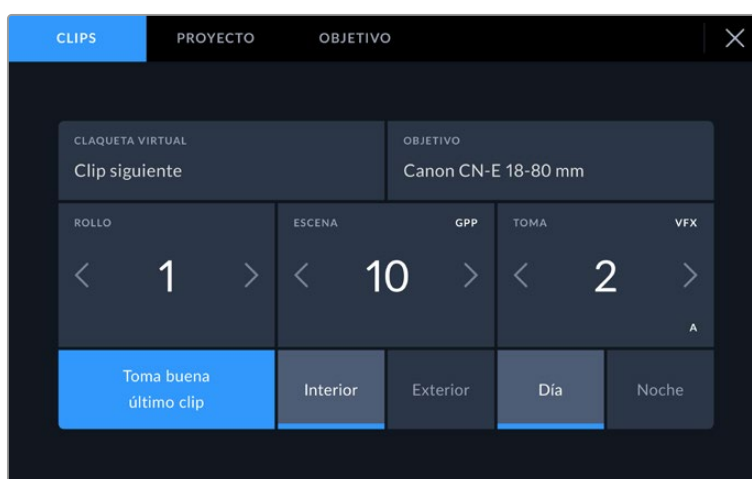 CLIPS PROYECTO OBJETIVO
CLAQUETA VIRTUAL OBJETIVO
Clip siguiente Canon CN-E 18-80 mm
ROLLO ESCENA GPP TOMA VFX
1 10 2
A
Toma buena
último clip
Interior Exterior Día Noche